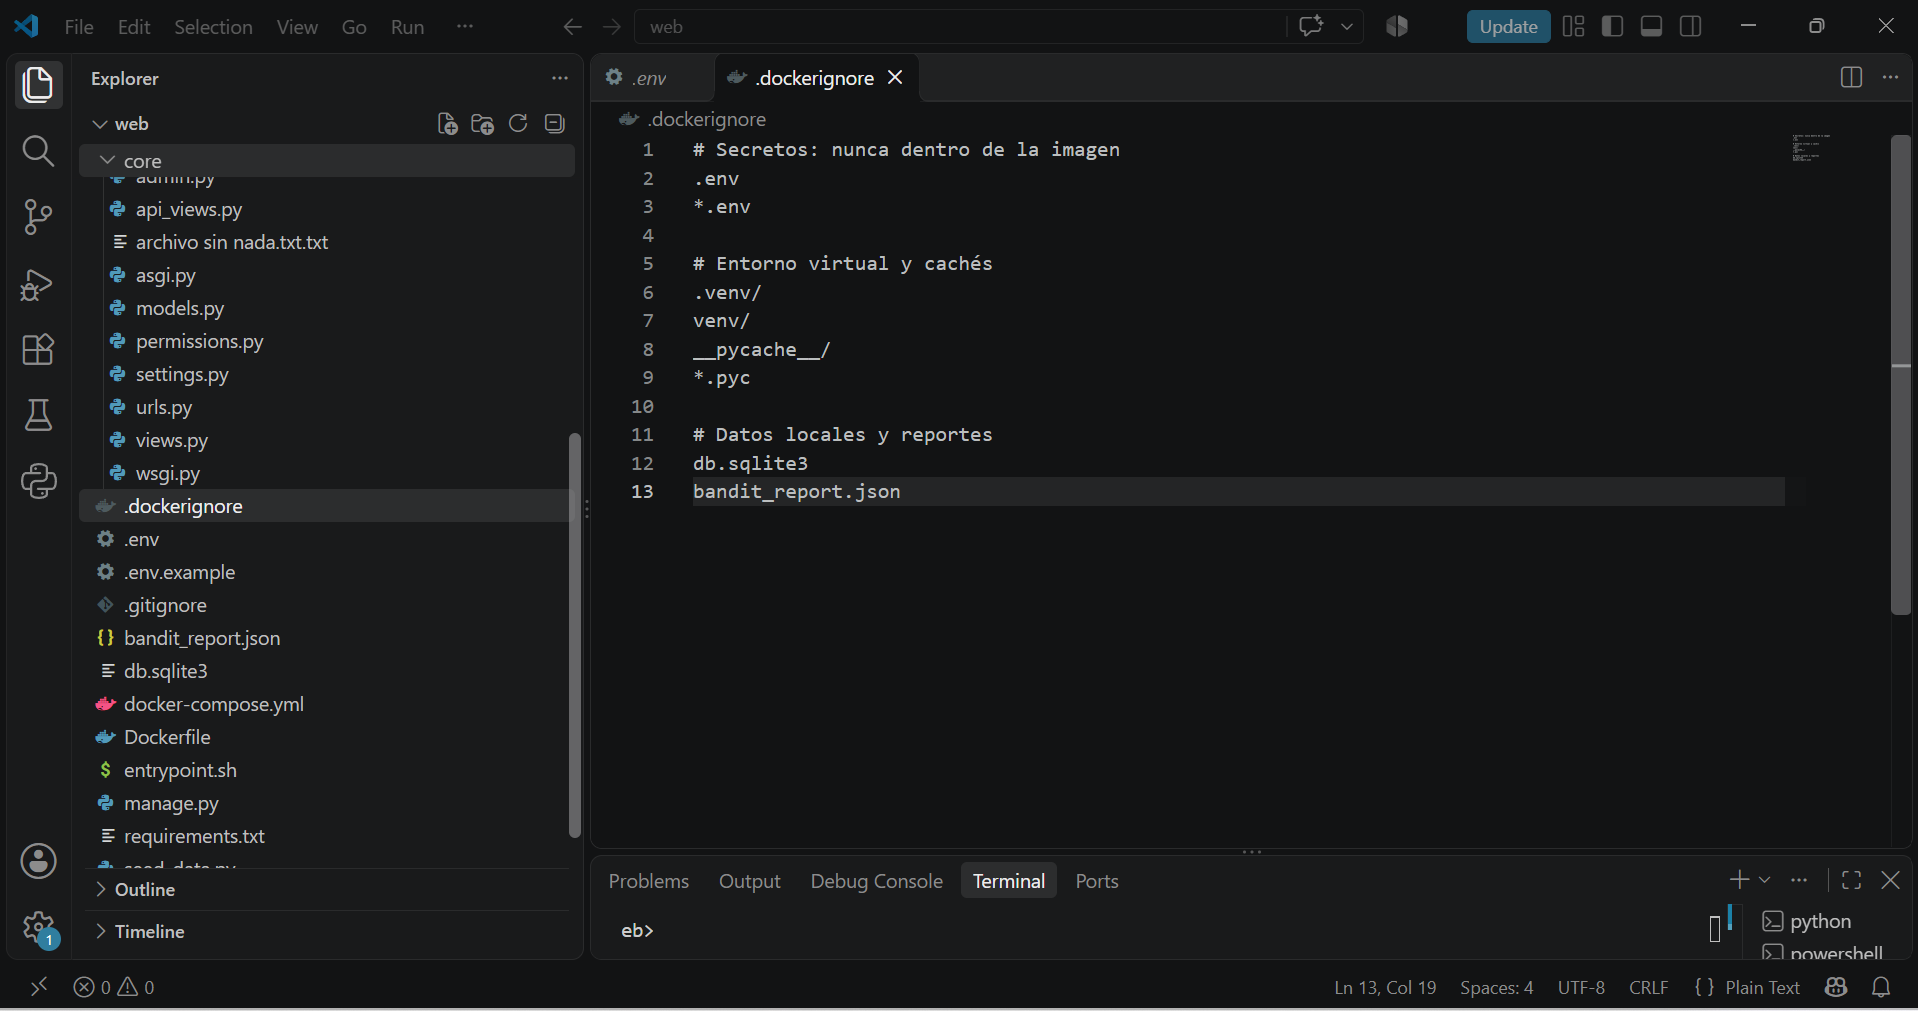 File Edit Selection View Go Run ···
web
Update
Explorer
web
core
admin.py
api_views.py
archivo sin nada.txt.txt
asgi.py
models.py
permissions.py
settings.py
urls.py
views.py
wsgi.py
.dockerignore
.env
.env.example
.gitignore
bandit_report.json
db.sqlite3
docker-compose.yml
Dockerfile
entrypoint.sh
manage.py
requirements.txt
Outline
Timeline
1
.env
.dockerignore
.dockerignore
1 # Secretos: nunca dentro de la imagen
2 .env
3 *.env
4
5 # Entorno virtual y cachés
6 .venv/
7 venv/
8 __pycache__/
9 *.pyc
10
11 # Datos locales y reportes
12 db.sqlite3
13 bandit_report.json
Problems Output Debug Console Terminal Ports
eb>
python
powershell
0 0
Ln 13, Col 19 Spaces: 4 UTF-8 CRLF { } Plain Text